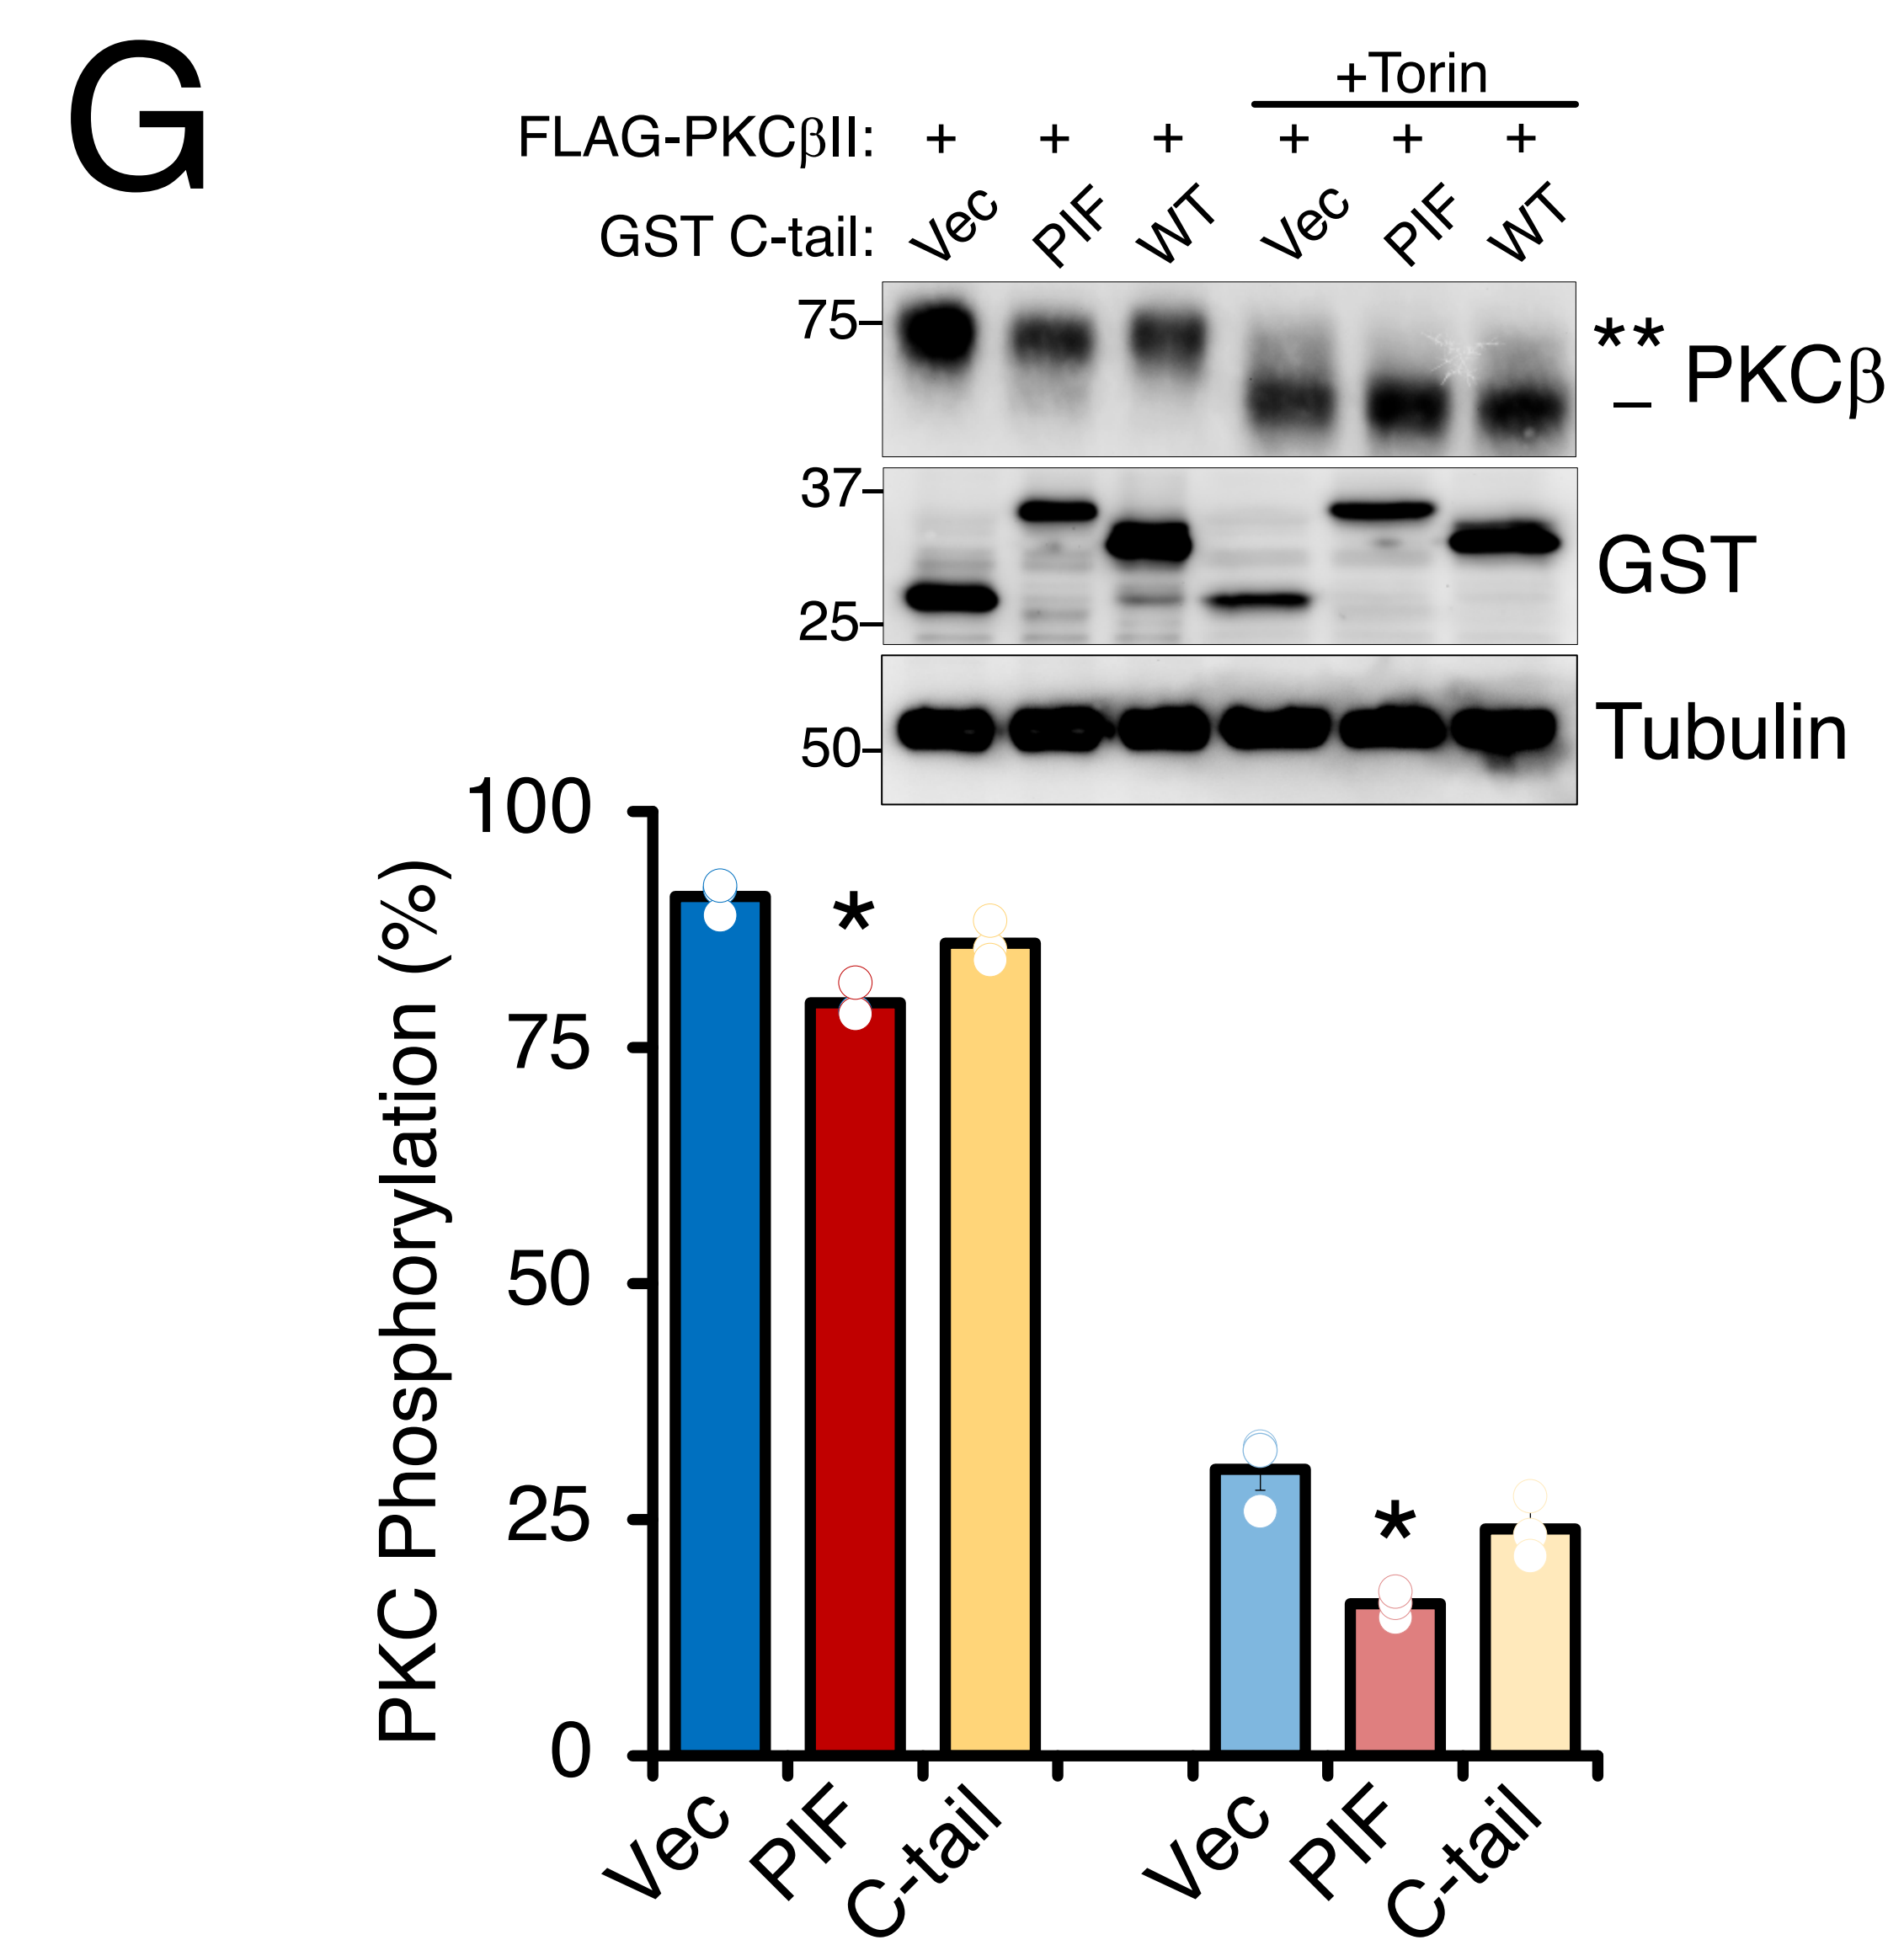 G
+Torin
FLAG-PKCβII: + + + + + +
GST C-tail: Vec PIF WT Vec PIF WT
75
** PKCβ
–
37
GST
25
Tubulin
50
100
75
50
25
0
PKC Phosphorylation (%)
*
*
Vec PIF C-tail Vec PIF C-tail